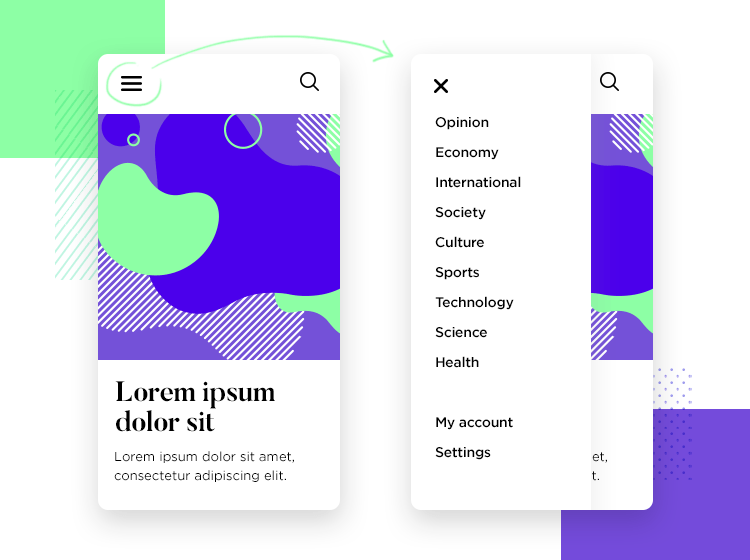 Lorem ipsum
dolor sit
Lorem ipsum dolor sit amet,
consectetur adipiscing elit.
Opinion
Economy
International
Society
Culture
Sports
Technology
Science
Health
My account
Settings
et,
t.